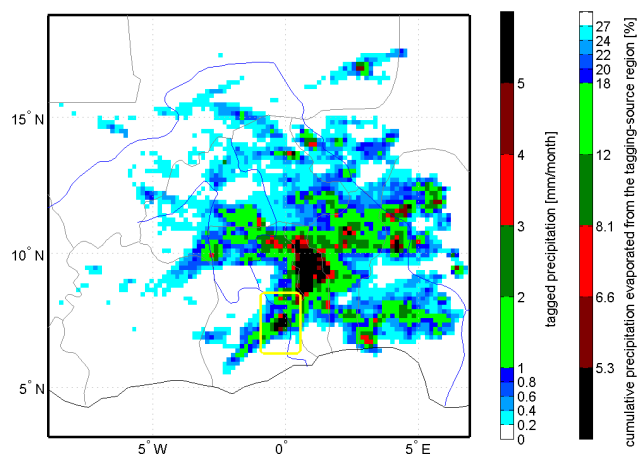 15° N
10° N
5° N
5° W
0°
5° E
5
4
3
2
1
0.8
0.6
0.4
0.2
0
tagged precipitation [mm/month]
27
24
22
20
18
12
8.1
6.6
5.3
cumulative precipitation evaporated from the tagging-source region [%]